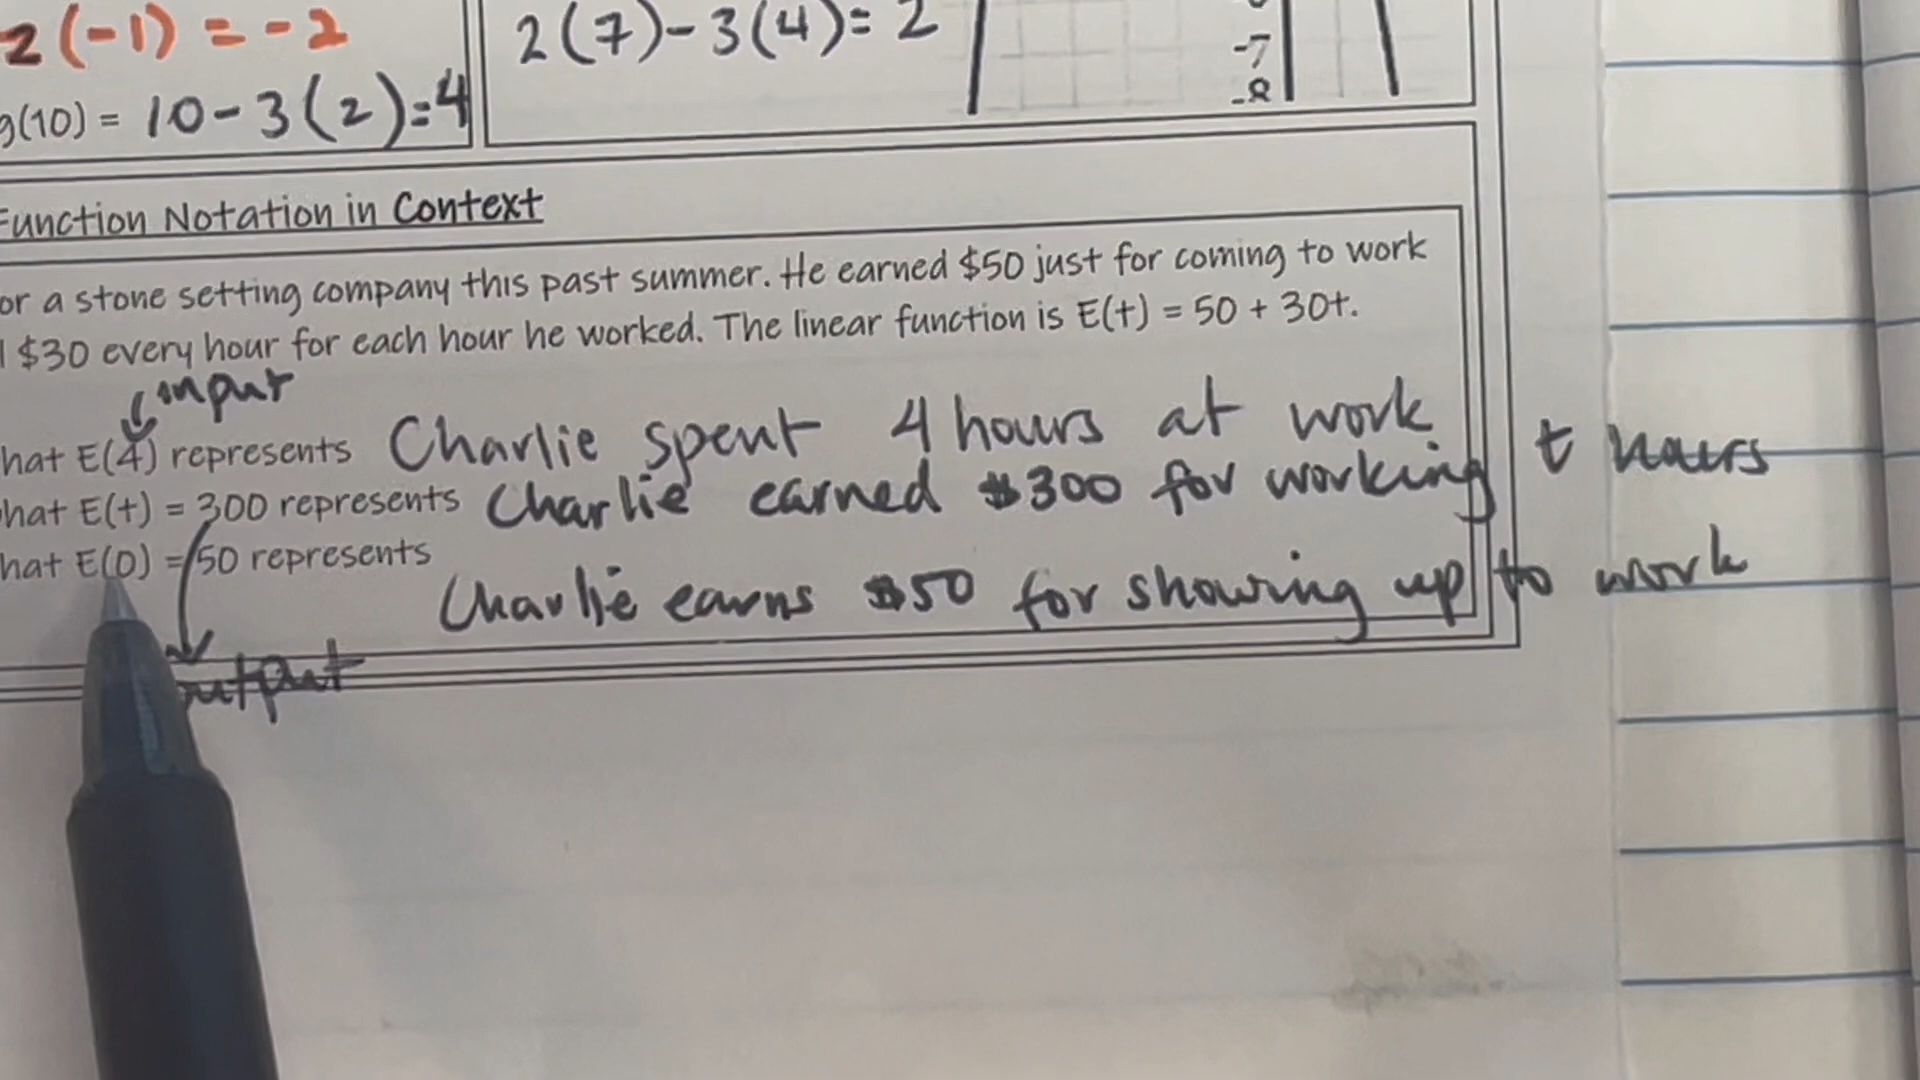 2(-1) = -2
g(10) = 10-3(2)=4
2(7)-3(4)=2
-7
-8
Function Notation in Context
or a stone setting company this past summer. He earned $50 just for coming to work
$30 every hour for each hour he worked. The linear function is E(t) = 50 + 30t.
input
hat E(4) represents Charlie spent 4 hours at work
hat E(t) = 300 represents Charlie earned $300 for working t hours
hat E(0) = 50 represents
Charlie earns $50 for showing up to work
output